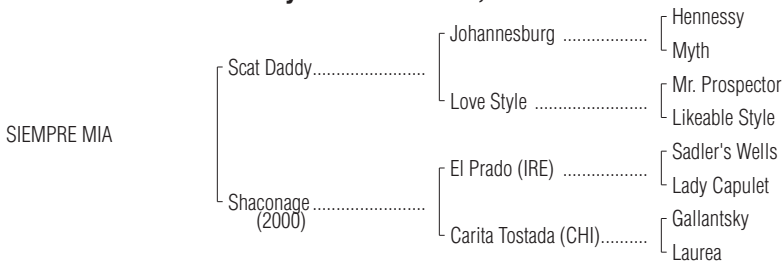 Hennessy
Johannesburg ..................
Myth
Scat Daddy........................
Mr. Prospector
Love Style ........................
Likeable Style
SIEMPRE MIA
Sadler's Wells
El Prado (IRE) ..................
Lady Capulet
Shaconage........................
(2000)
Gallantsky
Carita Tostada (CHI)..........
Laurea